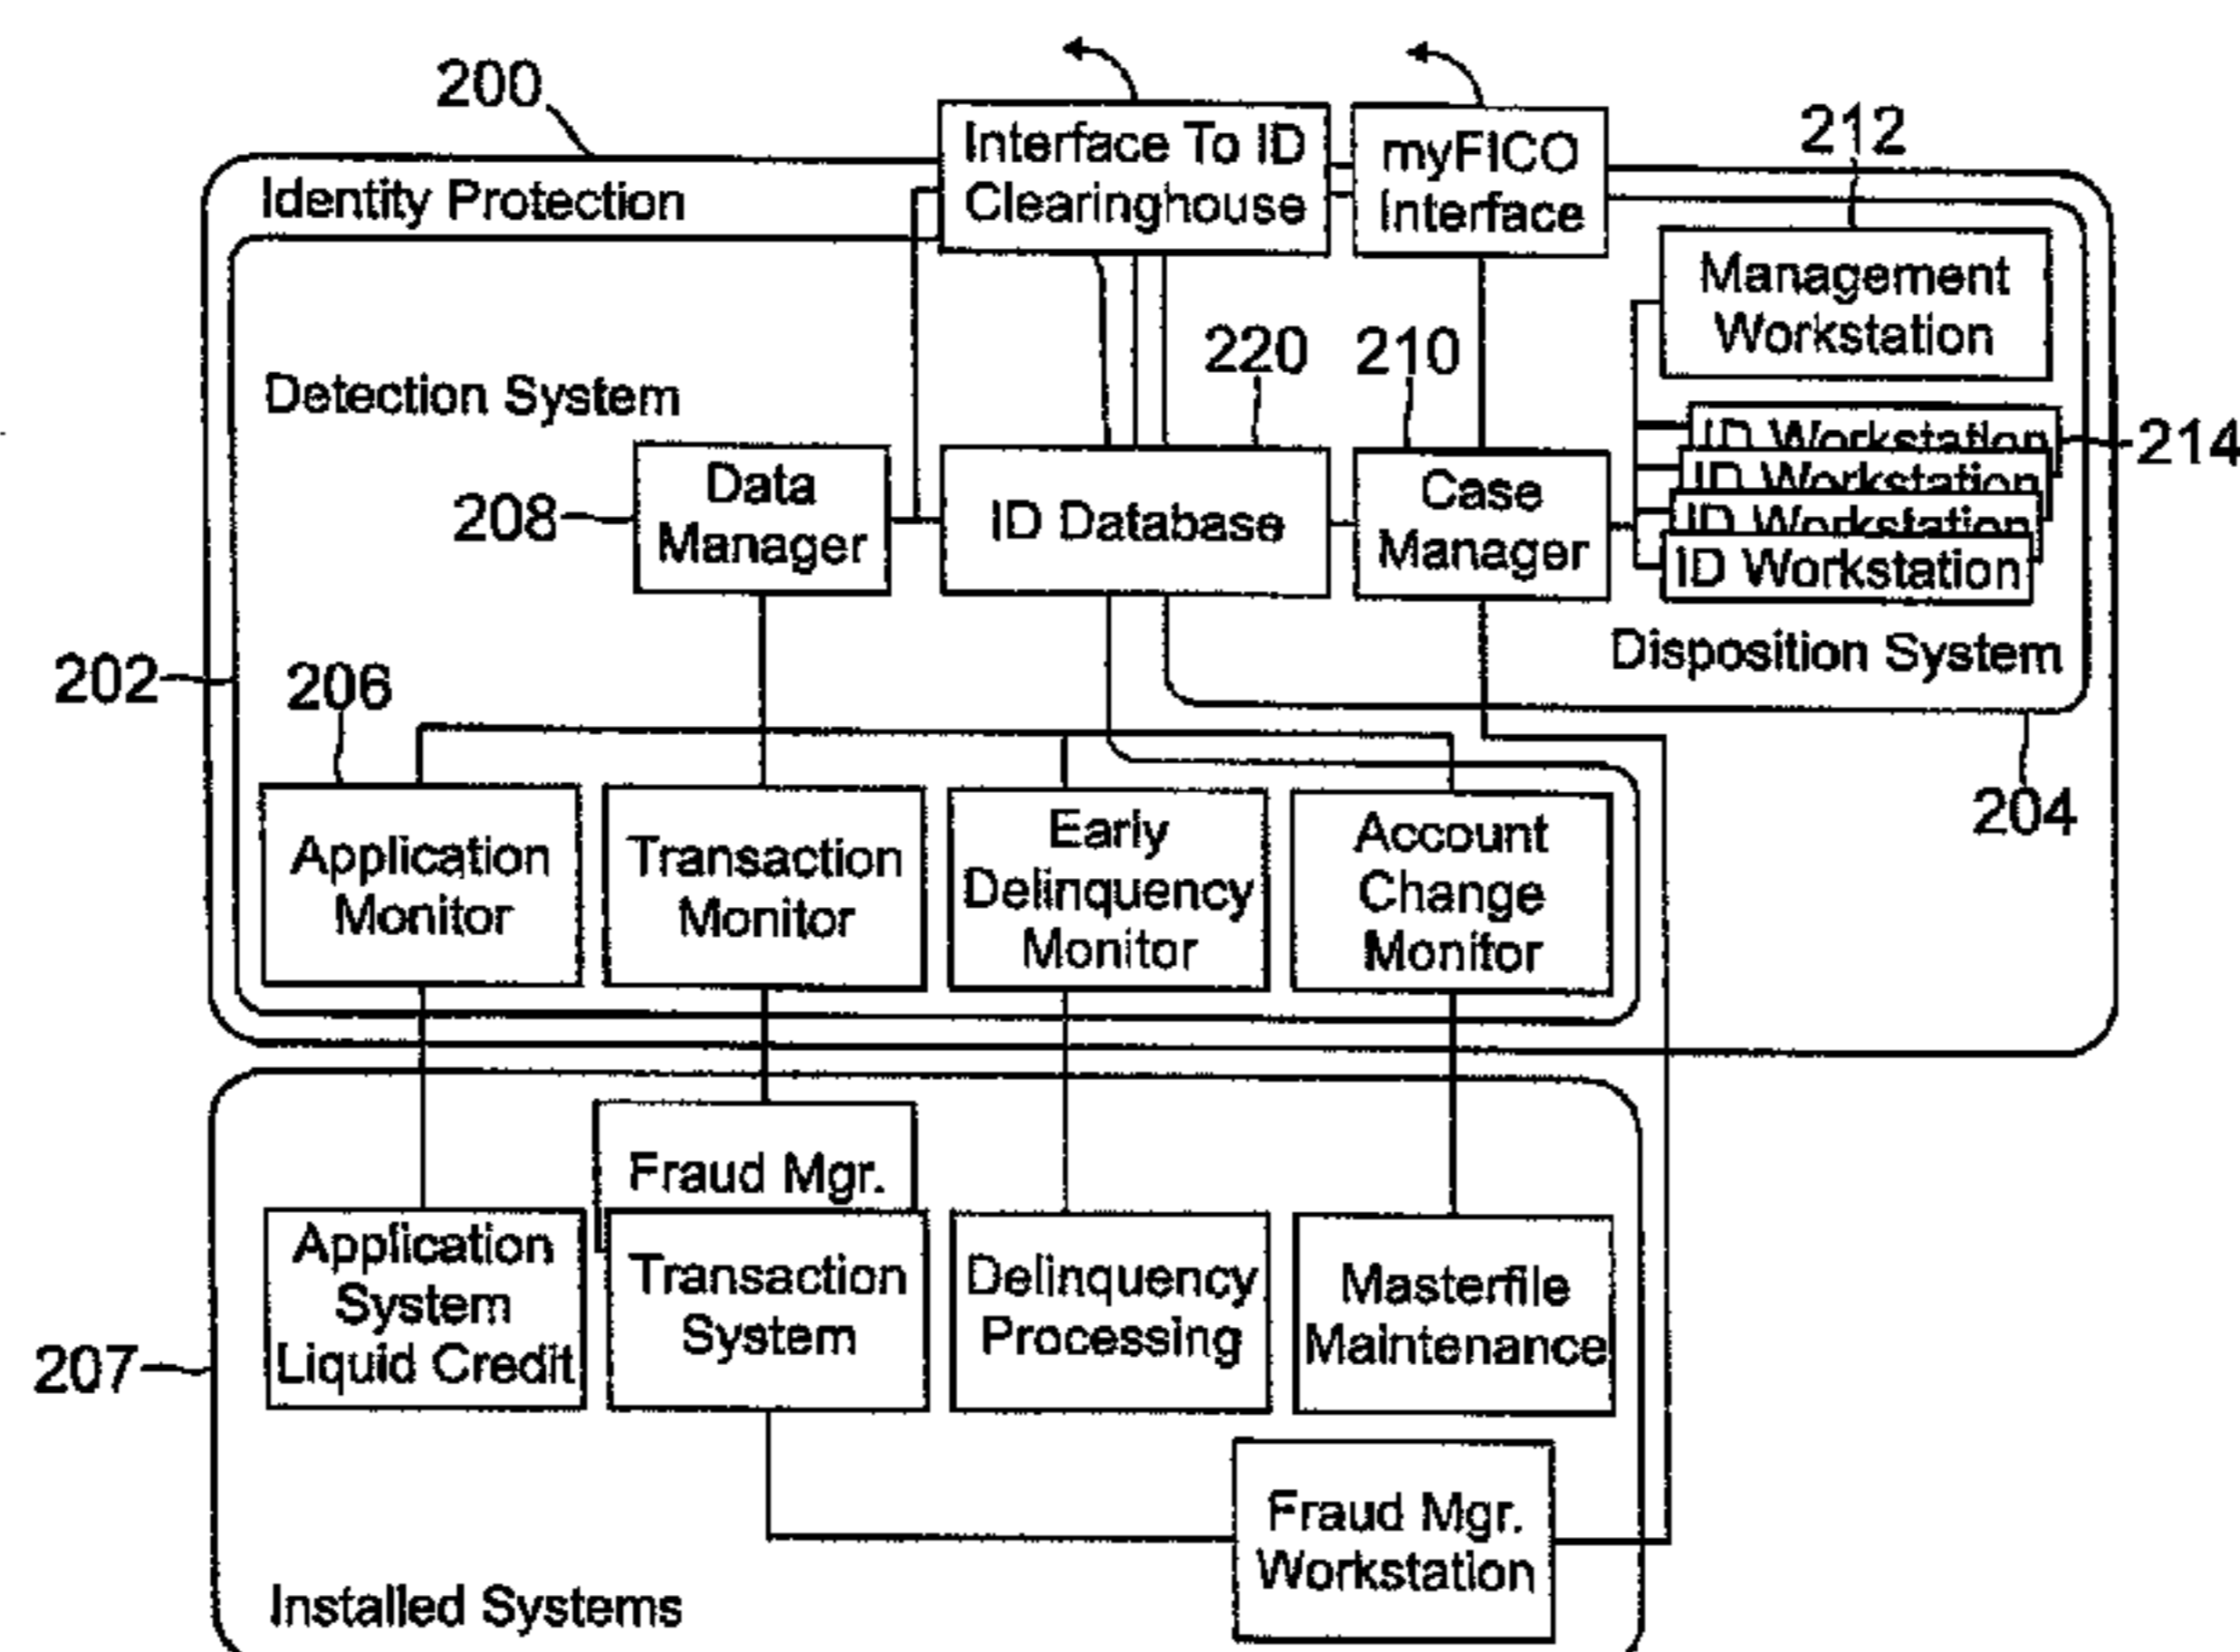 200
Identity Protection
Interface To ID
Clearinghouse
myFICO
Interface
212
Management
Workstation
Detection System
220
210
208
Data
Manager
ID Database
Case
Manager
ID Workstation
ID Workstation
ID Workstation
ID Workstation
214
Disposition System
202
206
204
Application
Monitor
Transaction
Monitor
Early
Delinquency
Monitor
Account
Change
Monitor
207
Fraud Mgr.
Application
System
Liquid Credit
Transaction
System
Delinquency
Processing
Masterfile
Maintenance
Fraud Mgr.
Workstation
Installed Systems